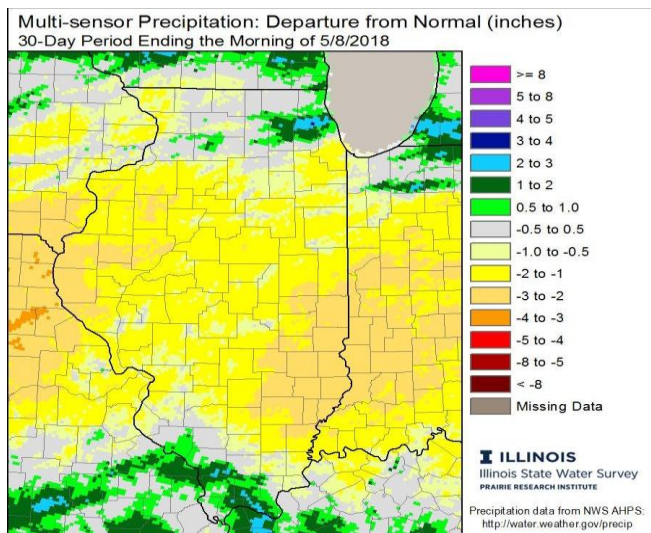 Multi-sensor Precipitation: Departure from Normal (inches)
30-Day Period Ending the Morning of 5/8/2018
>= 8
5 to 8
4 to 5
3 to 4
2 to 3
1 to 2
0.5 to 1.0
-0.5 to 0.5
-1.0 to -0.5
-2 to -1
-3 to -2
-4 to -3
-5 to -4
-8 to -5
< -8
Missing Data
I ILLINOIS
Illinois State Water Survey
PRAIRIE RESEARCH INSTITUTE
Precipitation data from NWS AHPS:
http://water.weather.gov/precip